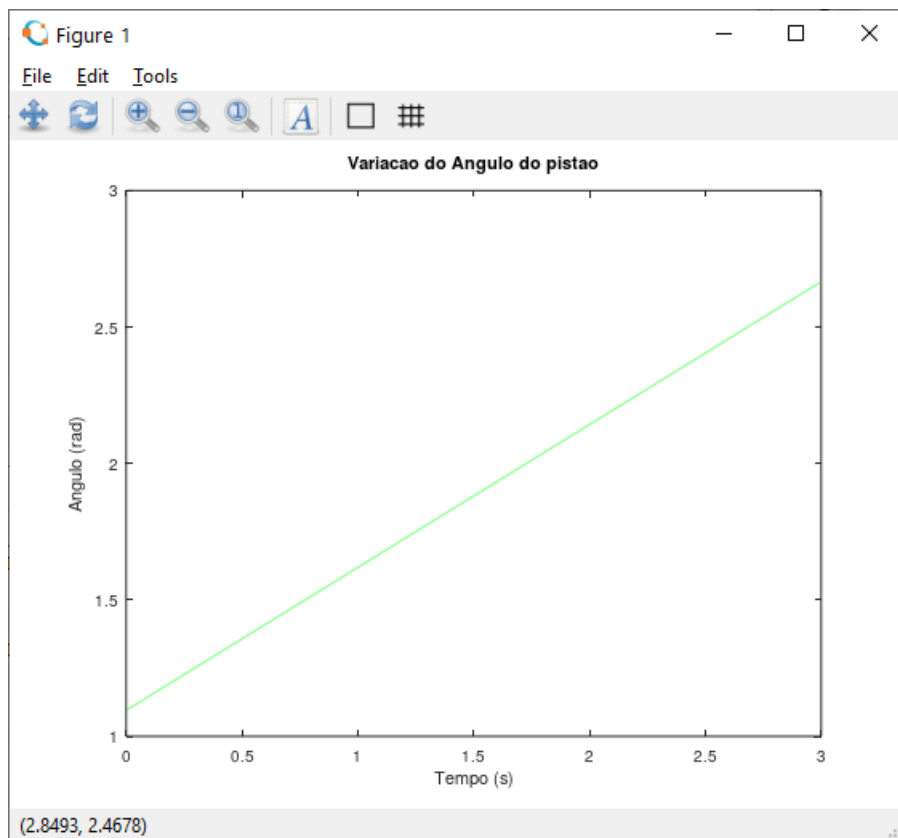 Figure 1
File Edit Tools
A
Variacao do Angulo do pistao
3
2.5
2
1.5
1
Angulo (rad)
0 0.5 1 1.5 2 2.5 3
Tempo (s)
(2.8493, 2.4678)